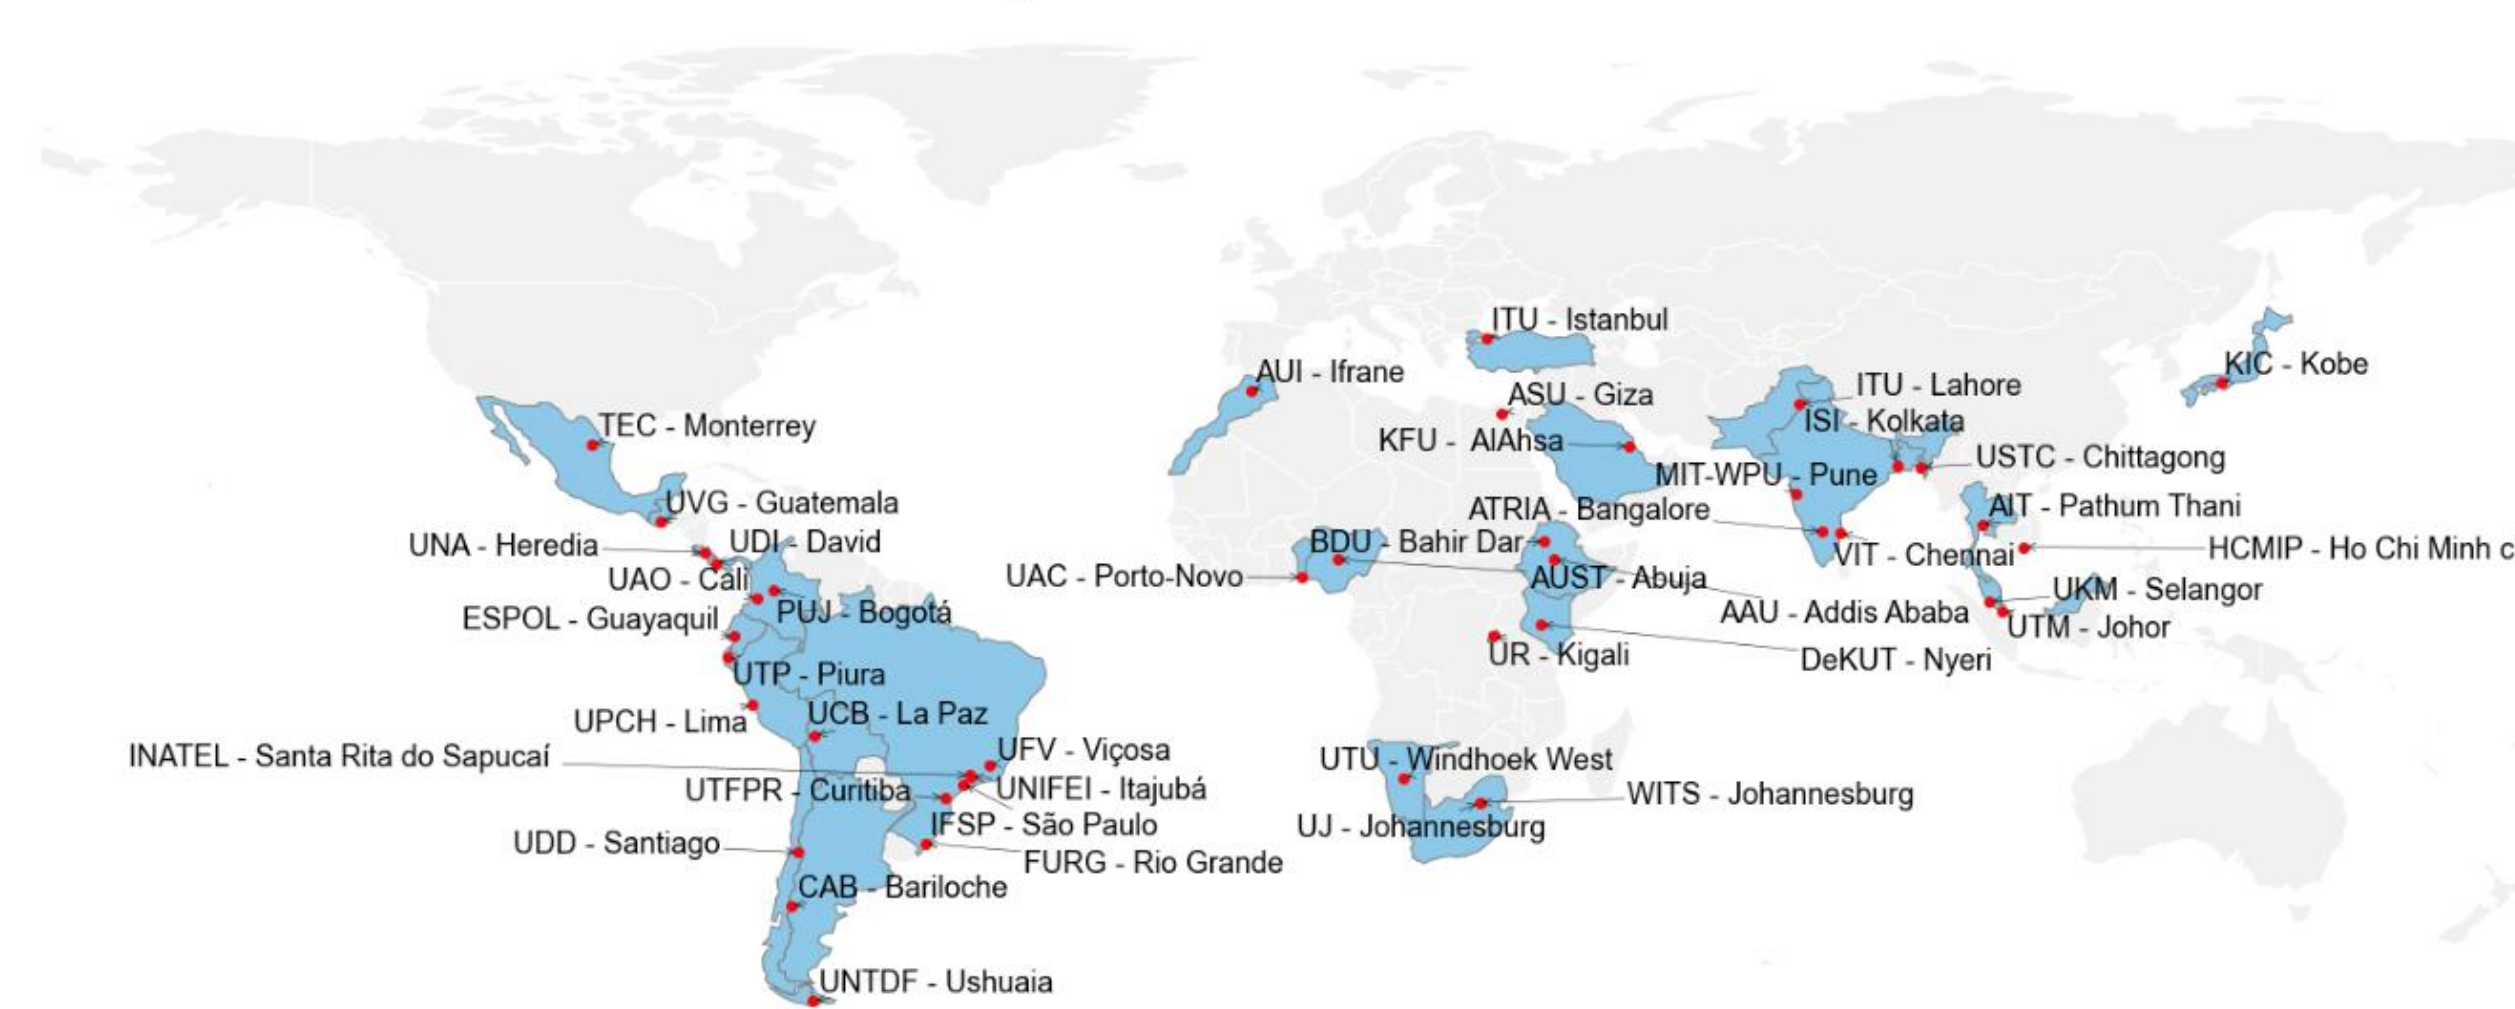 ITU - Istanbul
KIC - Kobe
AUI - Ifrane
ASU - Giza
ITU - Lahore
ISI - Kolkata
TEC - Monterrey
KFU - AlAhsa
USTC - Chittagong
MIT-WPU - Pune
UVG - Guatemala
ATRIA - Bangalore
AIT - Pathum Thani
UNA - Heredia
UDI - David
BDU - Bahir Dar
VIT - Chennai
HCMIP - Ho Chi Minh c
UAO - Cali
UAC - Porto-Novo
AUST - Abuja
UKM - Selangor
ESPOL - Guayaquil
PUJ - Bogotá
AAU - Addis Ababa
UTM - Johor
UR - Kigali
DeKUT - Nyeri
UTP - Piura
UPCH - Lima
UCB - La Paz
INATEL - Santa Rita do Sapucaí
UFV - Viçosa
UTU - Windhoek West
UTFPR - Curitiba
UNIFEI - Itajubá
WITS - Johannesburg
IFSP - São Paulo
UJ - Johannesburg
UDD - Santiago
FURG - Rio Grande
CAB - Bariloche
UNTDF - Ushuaia